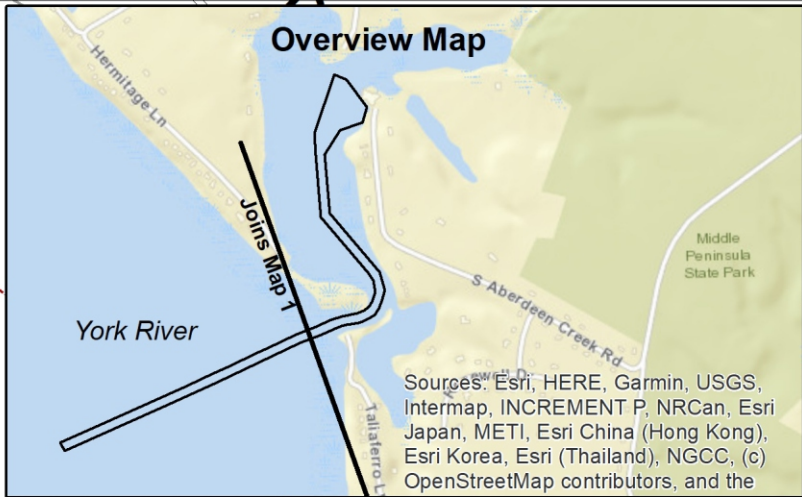 Overview Map
Hermitage Ln
Joins Map 1
Middle
Peninsula
State Park
S Aberdeen Creek Rd
York River
Taliaferro L
Sources: Esri, HERE, Garmin, USGS,
Intermap, INCREMENT P, NRCan, Esri
Japan, METI, Esri China (Hong Kong),
Esri Korea, Esri (Thailand), NGCC, (c)
OpenStreetMap contributors, and the